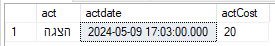 act actdate actCost
1 הצגה 2024-05-09 17:03:00.000 20